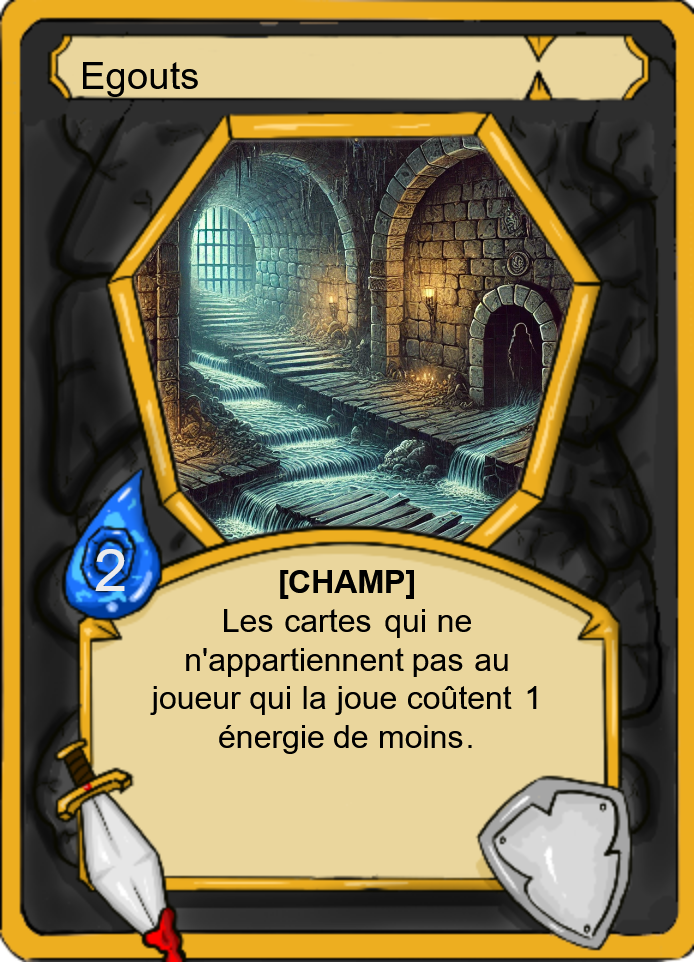 Egouts
2
[CHAMP]
Les cartes qui ne
n'appartiennent pas au
joueur qui la joue coûtent 1
énergie de moins.